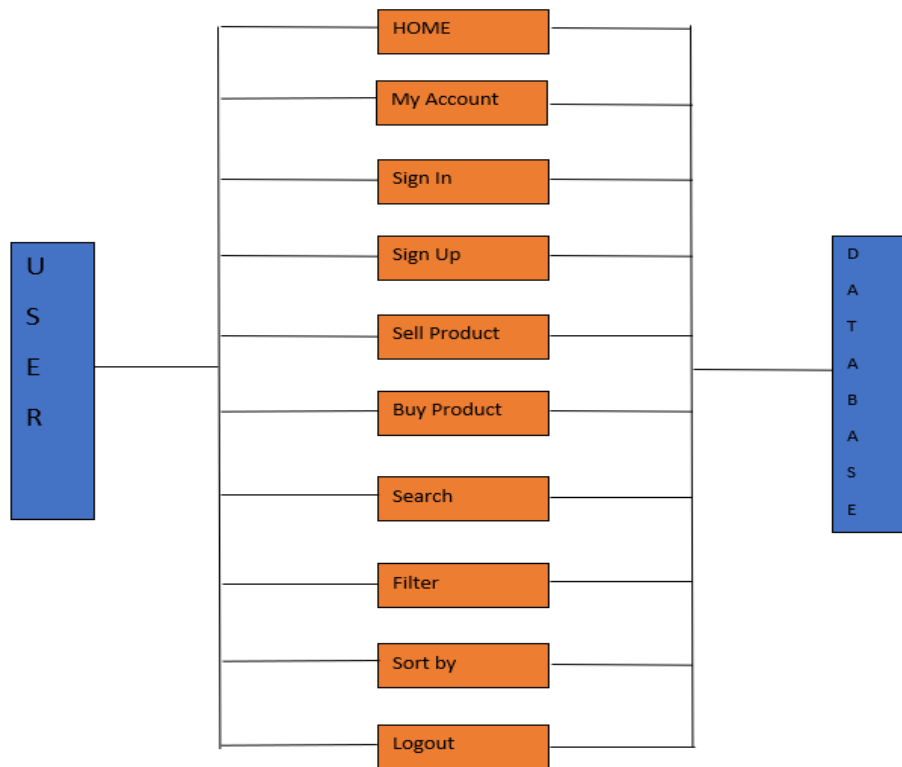 HOME
My Account
Sign In
Sign Up
Sell Product
Buy Product
Search
Filter
Sort by
Logout
U
S
E
R
D
A
T
A
B
A
S
E